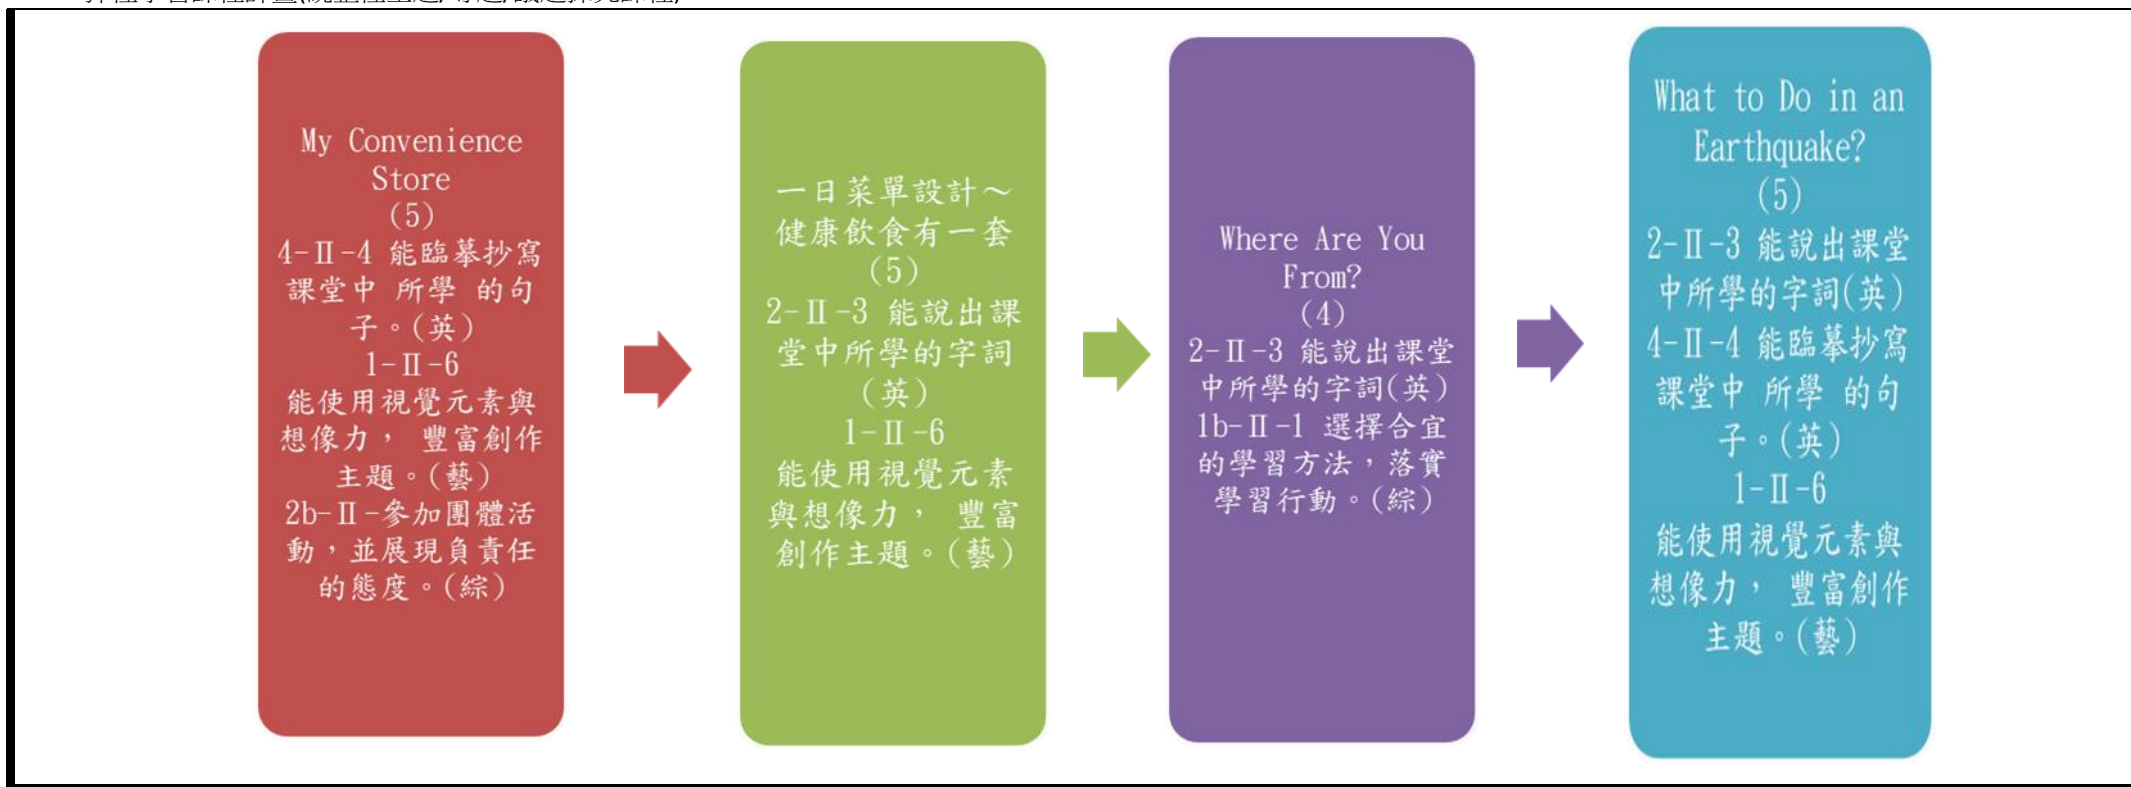 My Convenience
Store
(5)
4-Ⅱ-4 能臨摹抄寫
課堂中 所學 的句
子。(英)
1-Ⅱ-6
能使用視覺元素與
想像力， 豐富創作
主題。(藝)
2b-Ⅱ-參加團體活
動，並展現負責任
的態度。(綜)
一日菜單設計～
健康飲食有一套
(5)
2-Ⅱ-3 能說出課
堂中所學的字詞
(英)
1-Ⅱ-6
能使用視覺元素
與想像力， 豐富
創作主題。(藝)
Where Are You
From?
(4)
2-Ⅱ-3 能說出課堂
中所學的字詞(英)
1b-Ⅱ-1 選擇合宜
的學習方法，落實
學習行動。(綜)
What to Do in an
Earthquake?
(5)
2-Ⅱ-3 能說出課堂
中所學的字詞(英)
4-Ⅱ-4 能臨摹抄寫
課堂中 所學 的句
子。(英)
1-Ⅱ-6
能使用視覺元素與
想像力， 豐富創作
主題。(藝)